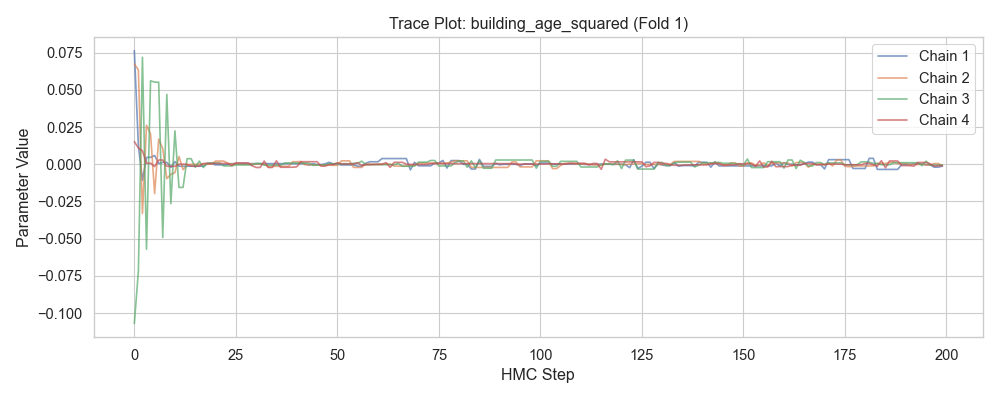 Trace Plot: building_age_squared (Fold 1)
Parameter Value
0.075
0.050
0.025
0.000
−0.025
−0.050
−0.075
−0.100
Chain 1
Chain 2
Chain 3
Chain 4
0 25 50 75 100 125 150 175 200
HMC Step